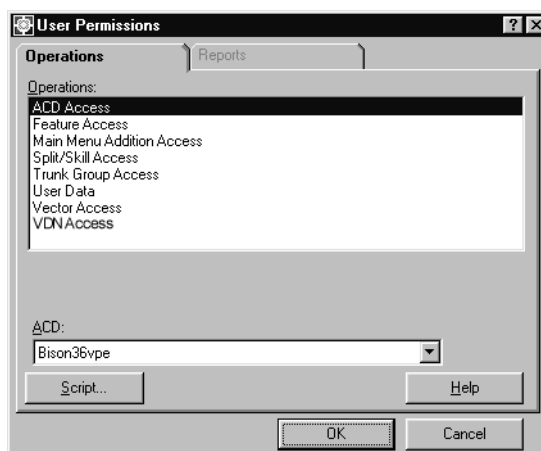 User Permissions
Operations Reports
Operations:
ACD Access
Feature Access
Main Menu Addition Access
Split/Skill Access
Trunk Group Access
User Data
Vector Access
VDN Access
ACD:
Bison36vpe
Script... Help
OK Cancel